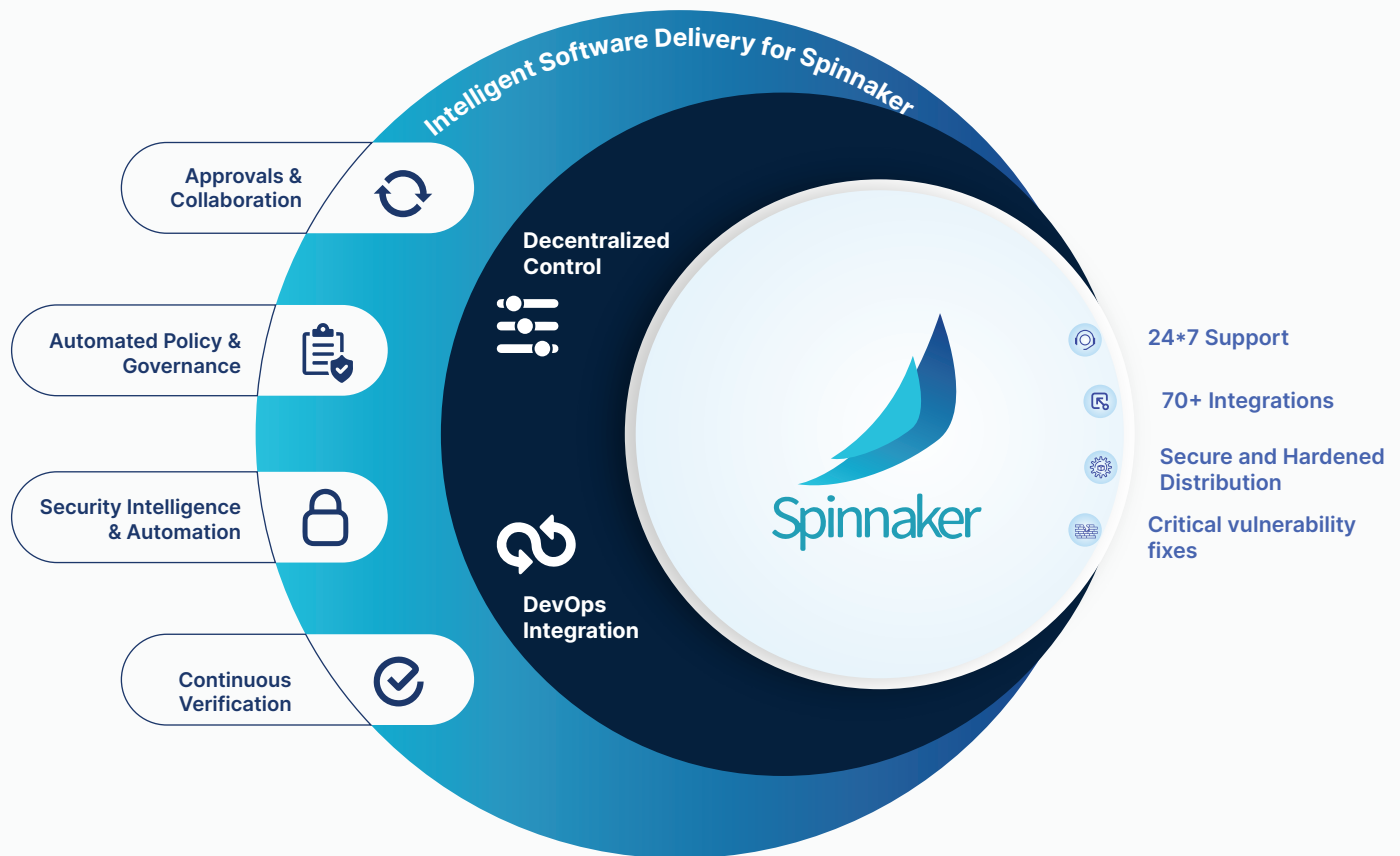 Intelligent Software Delivery for Spinnaker
Approvals &
Collaboration
Automated Policy &
Governance
Security Intelligence
& Automation
Continuous
Verification
Decentralized
Control
DevOps
Integration
Spinnaker
24*7 Support
70+ Integrations
Secure and Hardened
Distribution
Critical vulnerability
fixes